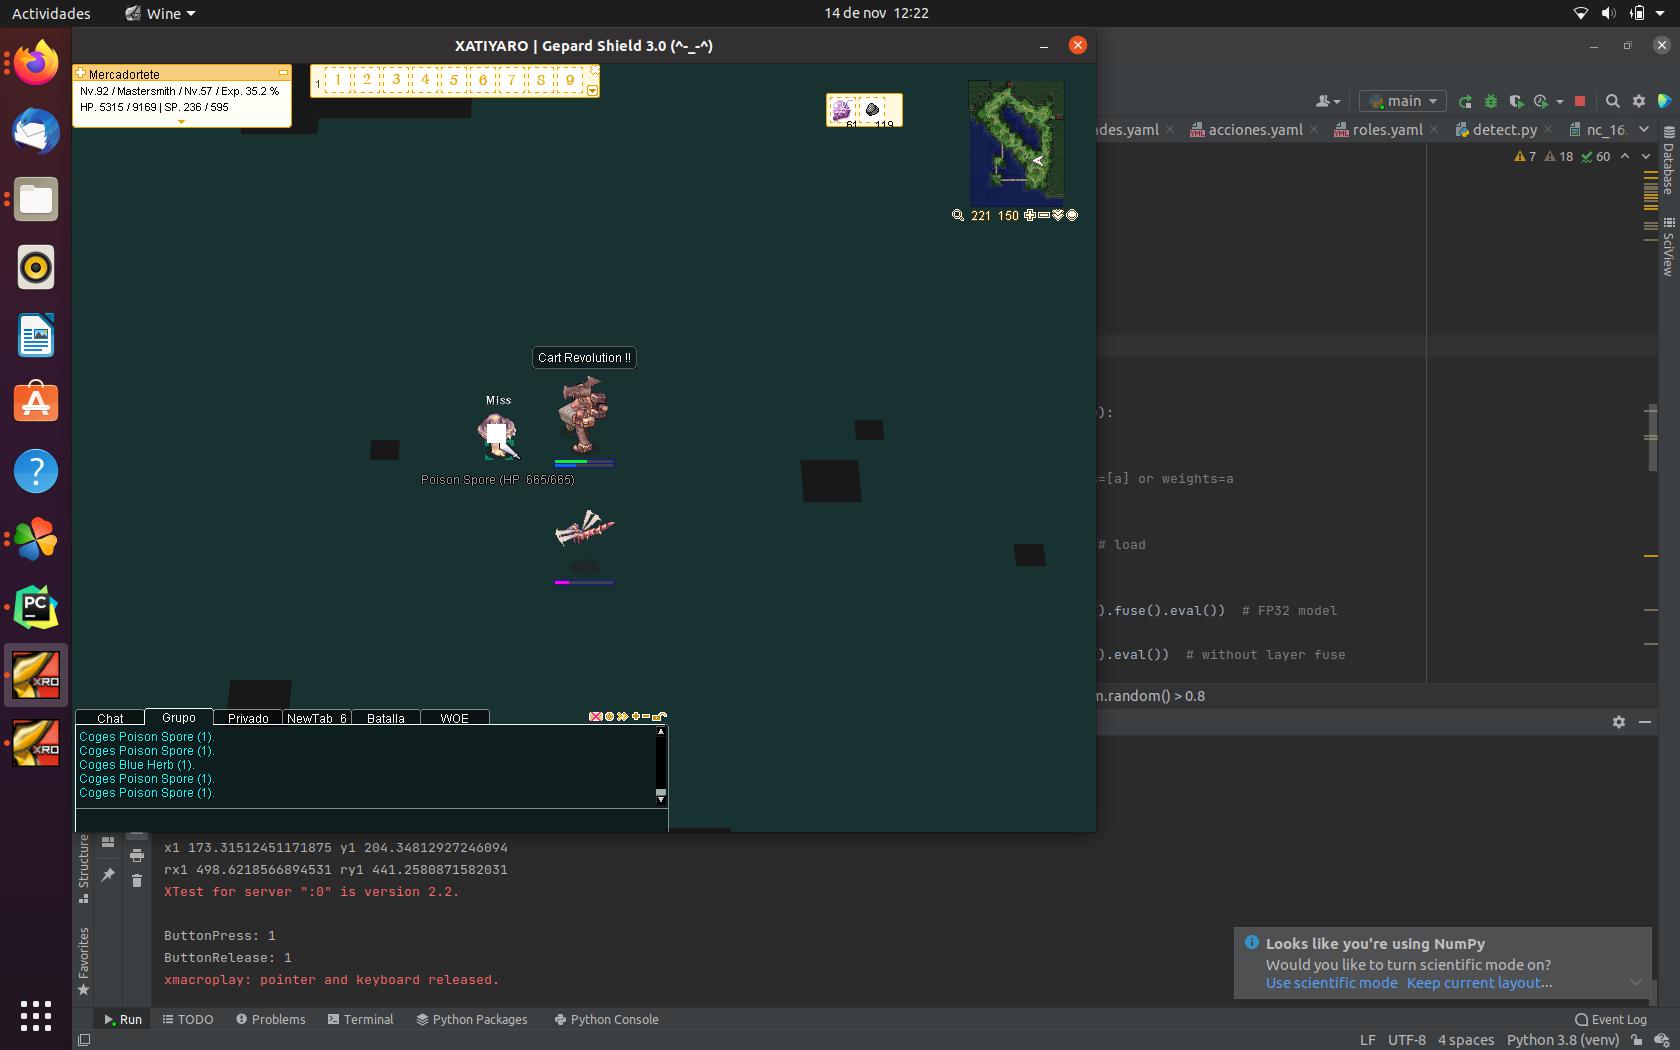 Actividades
Wine
14 de nov 12:22
XATIYARO | Gepard Shield 3.0 (^-_-^)
Mercadortete
Nv.92 / Mastersmith / Nv.57 / Exp. 35.2 %
HP. 5315 / 9169 | SP. 236 / 595
1 1 2 3 4 5 6 7 8 9
61 119
221 150
main
des.yaml
acciones.yaml
roles.yaml
detect.py
nc_16.
7 18 60
Database
SciView
Cart Revolution !!
Miss
Poison Spore (HP: 665/665)
):
=[a] or weights=a
# load
).fuse().eval()) # FP32 model
).eval()) # without layer fuse
m.random() > 0.8
Chat Grupo Privado NewTab_6 Batalla WOE
Coges Poison Spore (1).
Coges Poison Spore (1).
Coges Blue Herb (1).
Coges Poison Spore (1).
Coges Poison Spore (1).
x1 173.31512451171875 y1 204.34812927246094
rx1 498.6218566894531 ry1 441.2580871582031
XTest for server ":0" is version 2.2.
ButtonPress: 1
ButtonRelease: 1
xmacroplay: pointer and keyboard released.
Structure
Favorites
Looks like you're using NumPy
Would you like to turn scientific mode on?
Use scientific mode Keep current layout...
Run TODO Problems Terminal Python Packages Python Console
Event Log
LF UTF-8 4 spaces Python 3.8 (venv)
PC
XRO
XRO